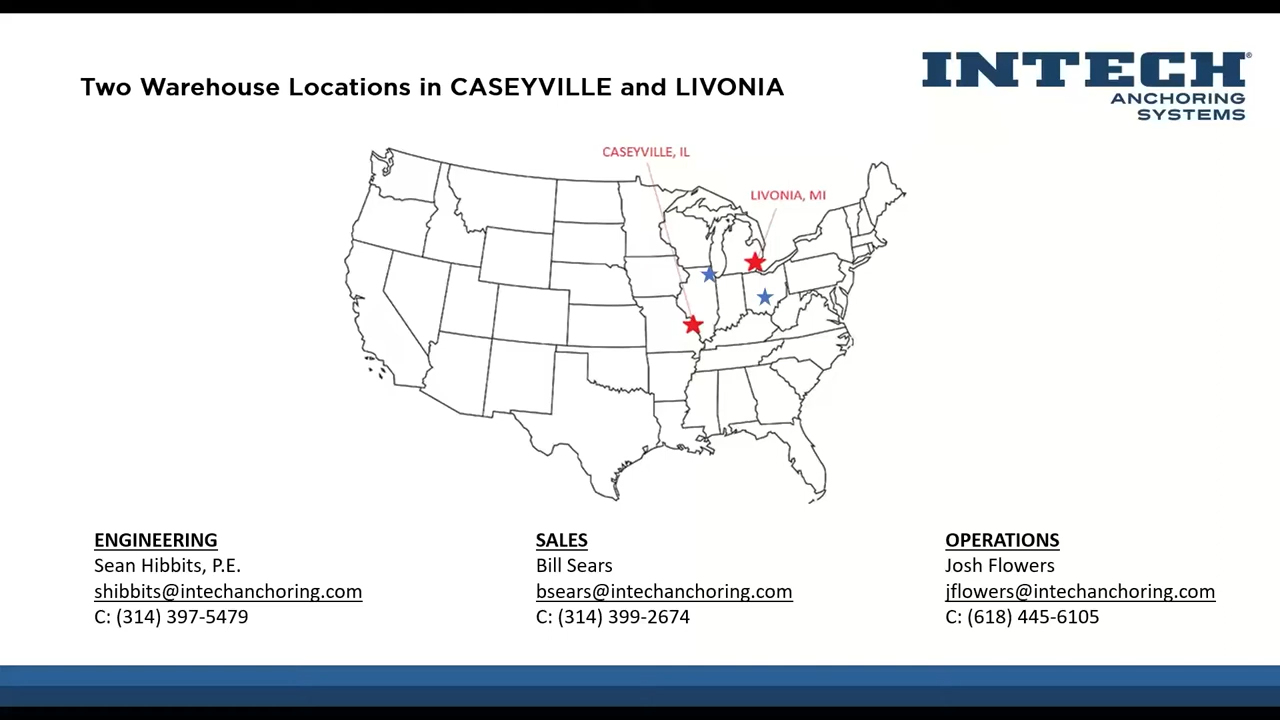 Two Warehouse Locations in CASEYVILLE and LIVONIA
INTECH®
ANCHORING
SYSTEMS
CASEYVILLE, IL
LIVONIA, MI
ENGINEERING
Sean Hibbits, P.E.
shibbits@intechanchoring.com
C: (314) 397-5479
SALES
Bill Sears
bsears@intechanchoring.com
C: (314) 399-2674
OPERATIONS
Josh Flowers
jflowers@intechanchoring.com
C: (618) 445-6105